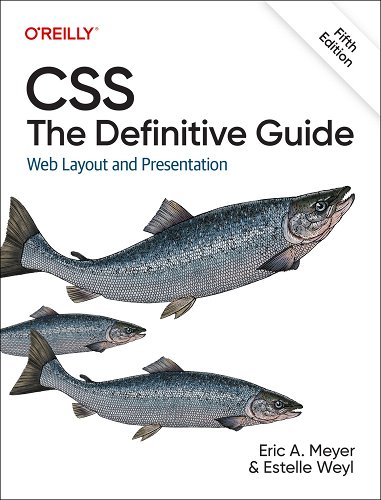 O'REILLY®
Fifth
Edition
CSS
The Definitive Guide
Web Layout and Presentation
Eric A. Meyer
& Estelle Weyl